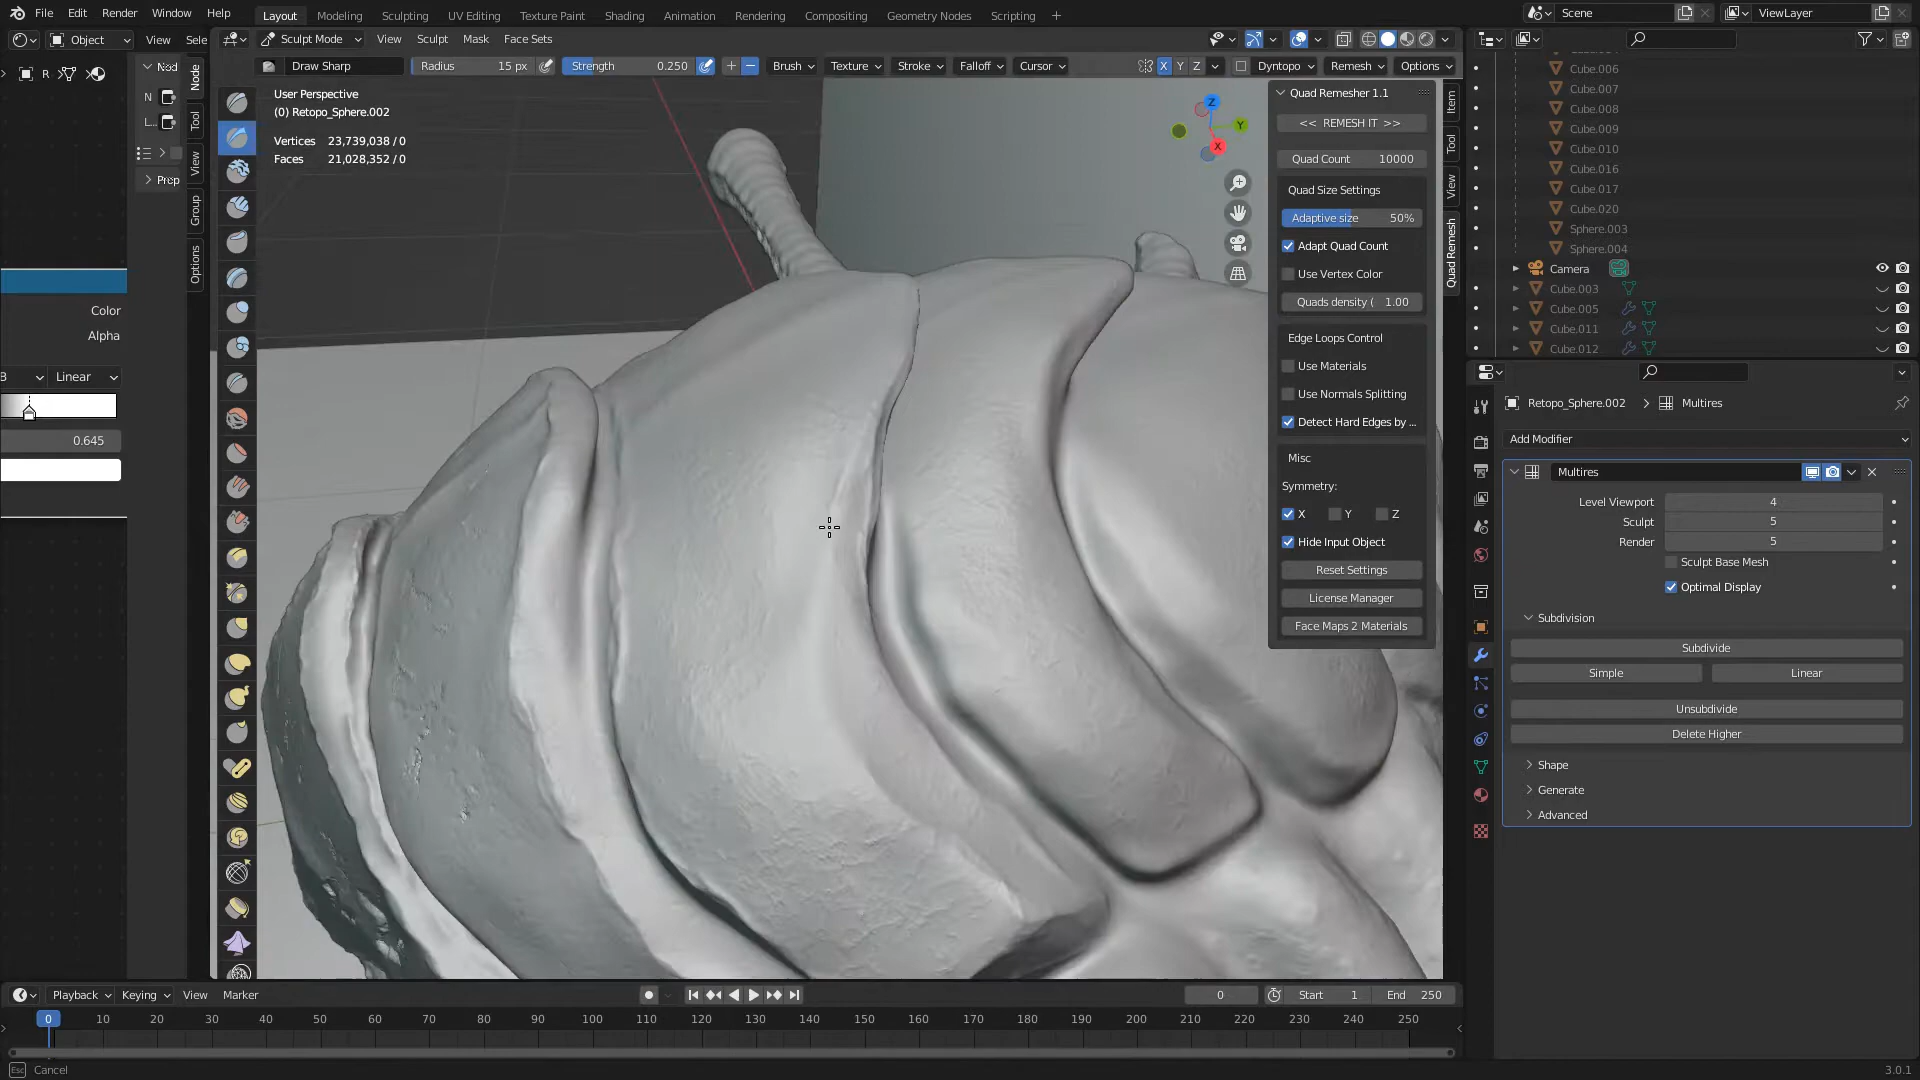 File Edit Render Window Help
Layout Modeling Sculpting UV Editing Texture Paint Shading Animation Rendering Compositing Geometry Nodes Scripting +
Scene
ViewLayer
Object View Sele
Sculpt Mode View Sculpt Mask Face Sets
R
Draw Sharp
Radius 15 px
Strength 0.250
Brush Texture Stroke Falloff Cursor
X Y Z
Dyntopo Remesh Options
Nod
N
L..
Prop
Node
Tool
View
Group
Options
Color
Alpha
B Linear
0.645
User Perspective
(0) Retopo_Sphere.002
Vertices 23,739,038 / 0
Faces 21,028,352 / 0
Z
Y
X
Quad Remesher 1.1
<< REMESH IT >>
Quad Count 10000
Quad Size Settings
Adaptive size 50%
Adapt Quad Count
Use Vertex Color
Quads density ( 1.00
Edge Loops Control
Use Materials
Use Normals Splitting
Detect Hard Edges by ...
Misc
Symmetry:
X Y Z
Hide Input Object
Reset Settings
License Manager
Face Maps 2 Materials
Item
Tool
View
Quad Remesh
Cube.006
Cube.007
Cube.008
Cube.009
Cube.010
Cube.016
Cube.017
Cube.020
Sphere.003
Sphere.004
Camera
Cube.003
Cube.005
Cube.011
Cube.012
Retopo_Sphere.002 > Multires
Add Modifier
Multires
Level Viewport 4
Sculpt 5
Render 5
Sculpt Base Mesh
Optimal Display
Subdivision
Subdivide
Simple Linear
Unsubdivide
Delete Higher
Shape
Generate
Advanced
Playback Keying View Marker
0
Start 1
End 250
0 10 20 30 40 50 60 70 80 90 100 110 120 130 140 150 160 170 180 190 200 210 220 230 240 250
Esc Cancel
3.0.1